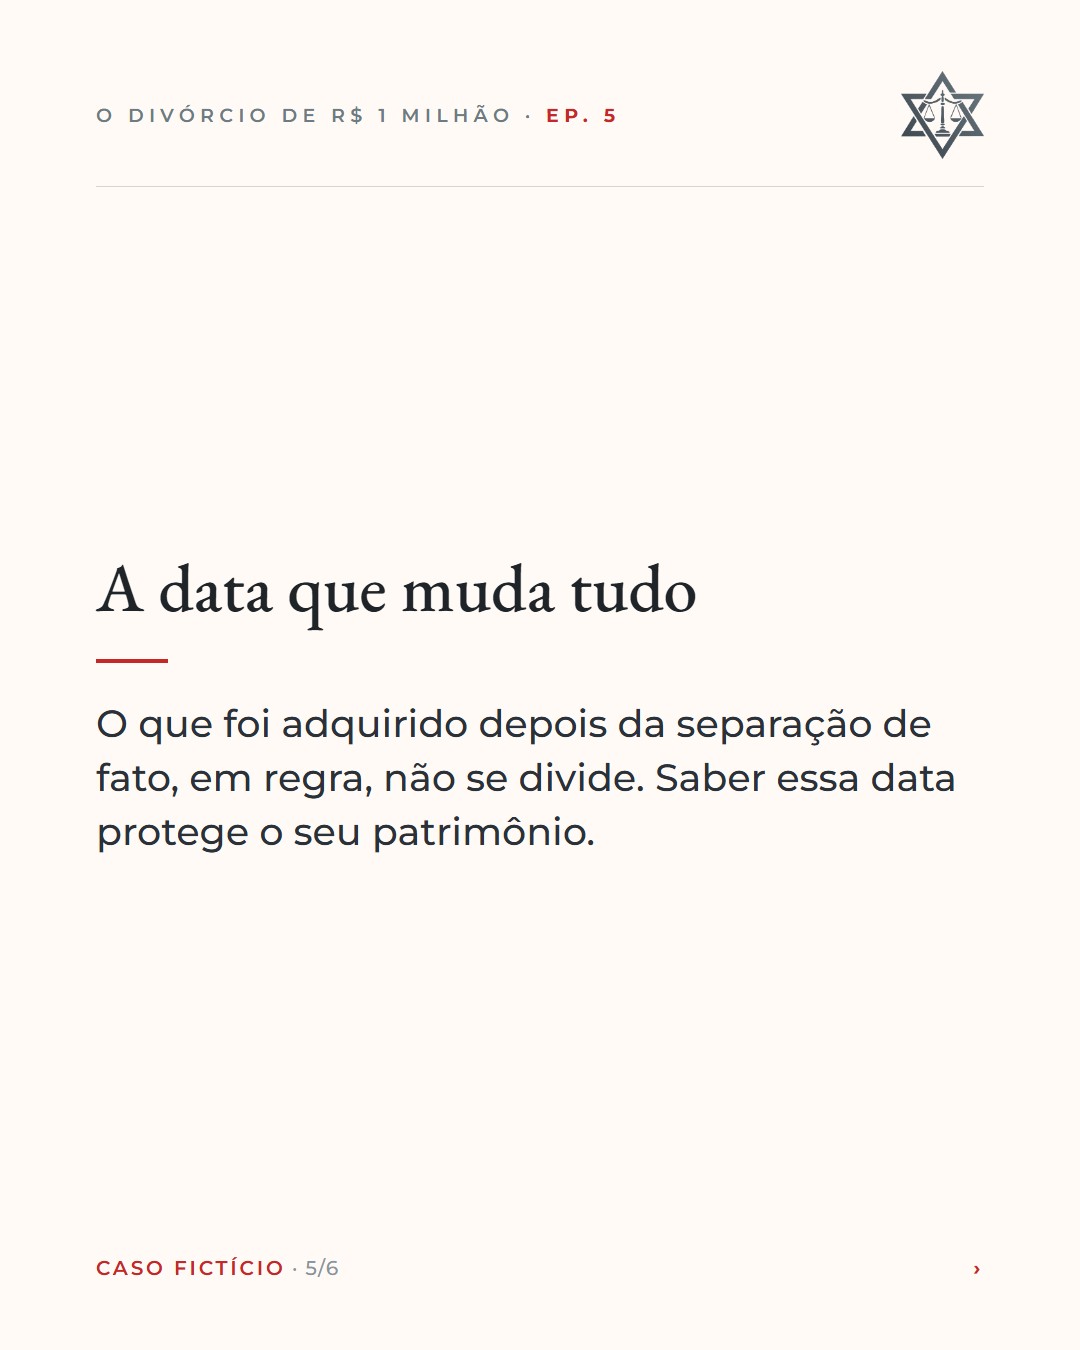 O DIVÓRCIO DE R$ 1 MILHÃO · EP. 5
A data que muda tudo
O que foi adquirido depois da separação de
fato, em regra, não se divide. Saber essa data
protege o seu patrimônio.
CASO FICTÍCIO · 5/6 ›